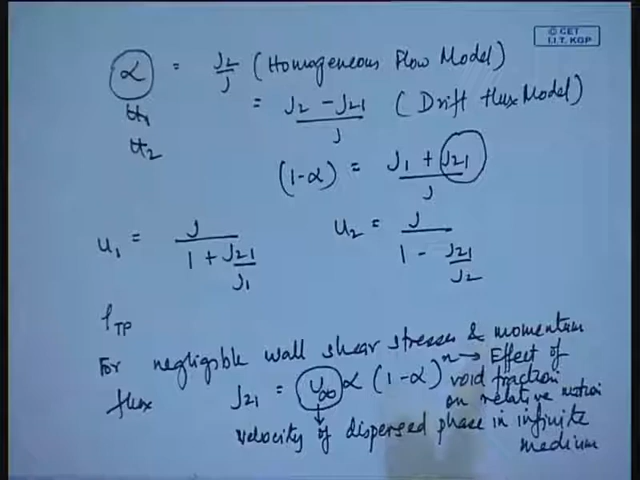 © CET
I.I.T. KGP
α = J2/J (Homogeneous Flow Model)
u1 = J2 - J21 / J (Drift flux Model)
u2
(1-α) = J1 + J21 / J
u1 = J / 1 + J21/J1 u2 = J / 1 - J21/J2
ρTP
For negligible wall shear stresses & momentum
flux J21 = u∞ α (1-α)^n → Effect of
void fraction
on relative motion
velocity of dispersed phase in infinite
medium